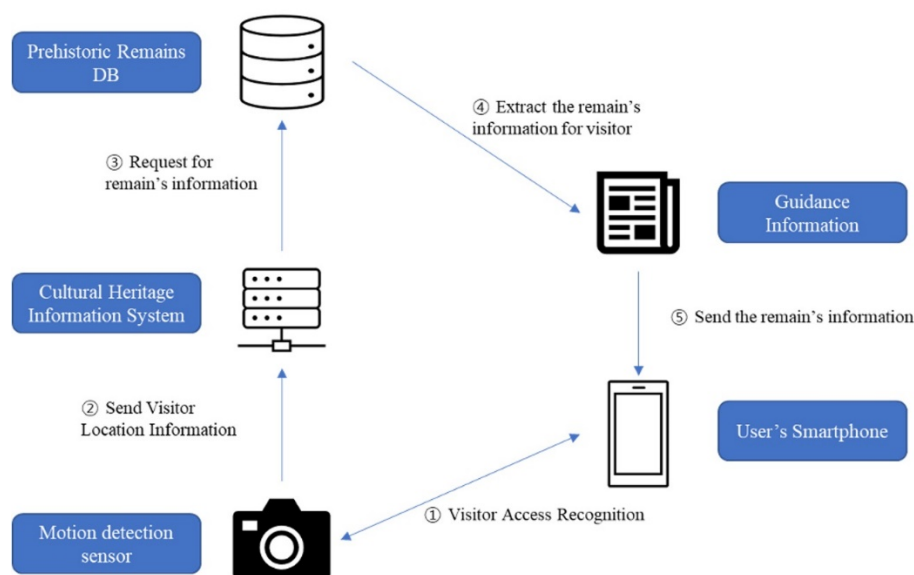 Prehistoric Remains
DB
④ Extract the remain's
information for visitor
③ Request for
remain's information
Guidance
Information
Cultural Heritage
Information System
⑤ Send the remain's information
② Send Visitor
Location Information
User's Smartphone
① Visitor Access Recognition
Motion detection
sensor